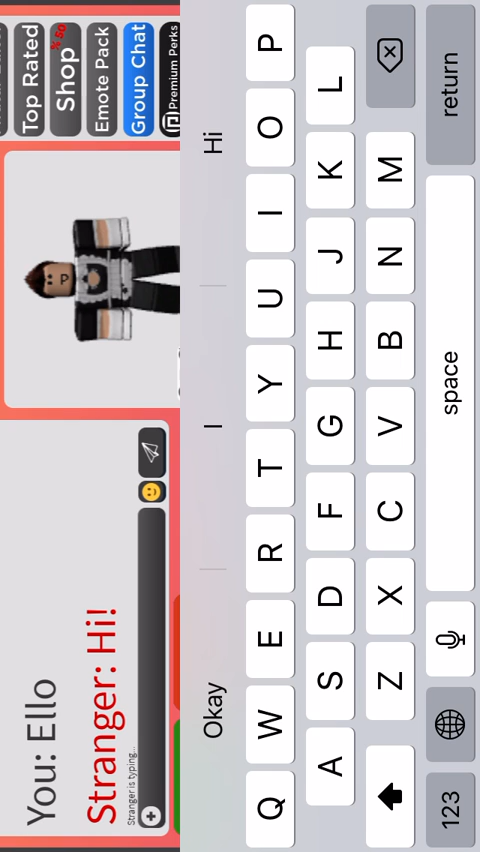 Top Rated
Shop
% 50
Emote Pack
Group Chat
Premium Perks
P
You: Ello
Stranger: Hi!
Stranger is typing...
Okay
I
Hi
Q W E R T Y U I O P
A S D F G H J K L
Z X C V B N M
123
space
return